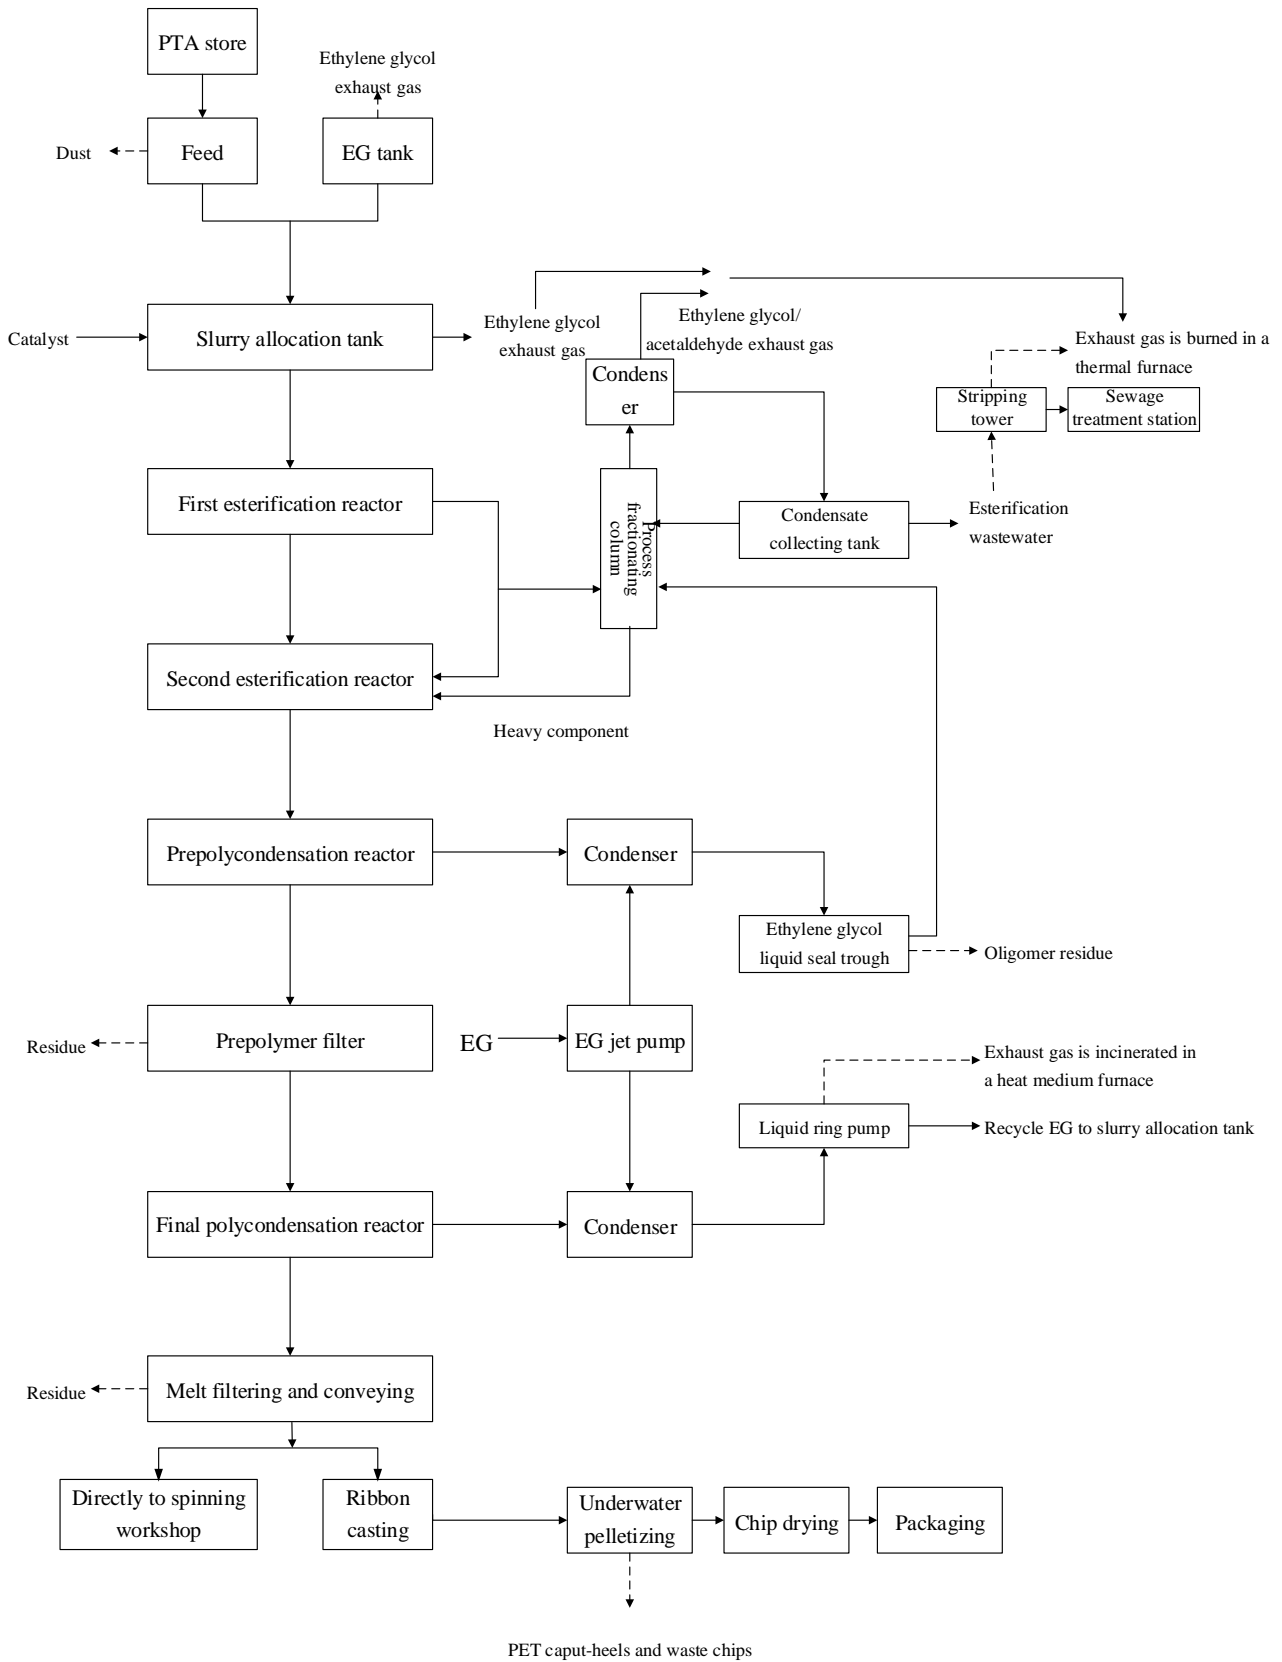 PTA store
Ethylene glycol
exhaust gas
Dust
Feed
EG tank
Catalyst
Slurry allocation tank
Ethylene glycol
exhaust gas
Ethylene glycol/
acetaldehyde exhaust gas
Exhaust gas is burned in a
thermal furnace
Condens
er
Stripping
tower
Sewage
treatment station
First esterification reactor
Process
fractionating
column
Condensate
collecting tank
Esterification
wastewater
Second esterification reactor
Heavy component
Prepolycondensation reactor
Condenser
Ethylene glycol
liquid seal trough
Oligomer residue
Residue
Prepolymer filter
EG
EG jet pump
Exhaust gas is incinerated in
a heat medium furnace
Liquid ring pump
Recycle EG to slurry allocation tank
Final polycondensation reactor
Condenser
Residue
Melt filtering and conveying
Directly to spinning
workshop
Ribbon
casting
Underwater
pelletizing
Chip drying
Packaging
PET caput-heels and waste chips